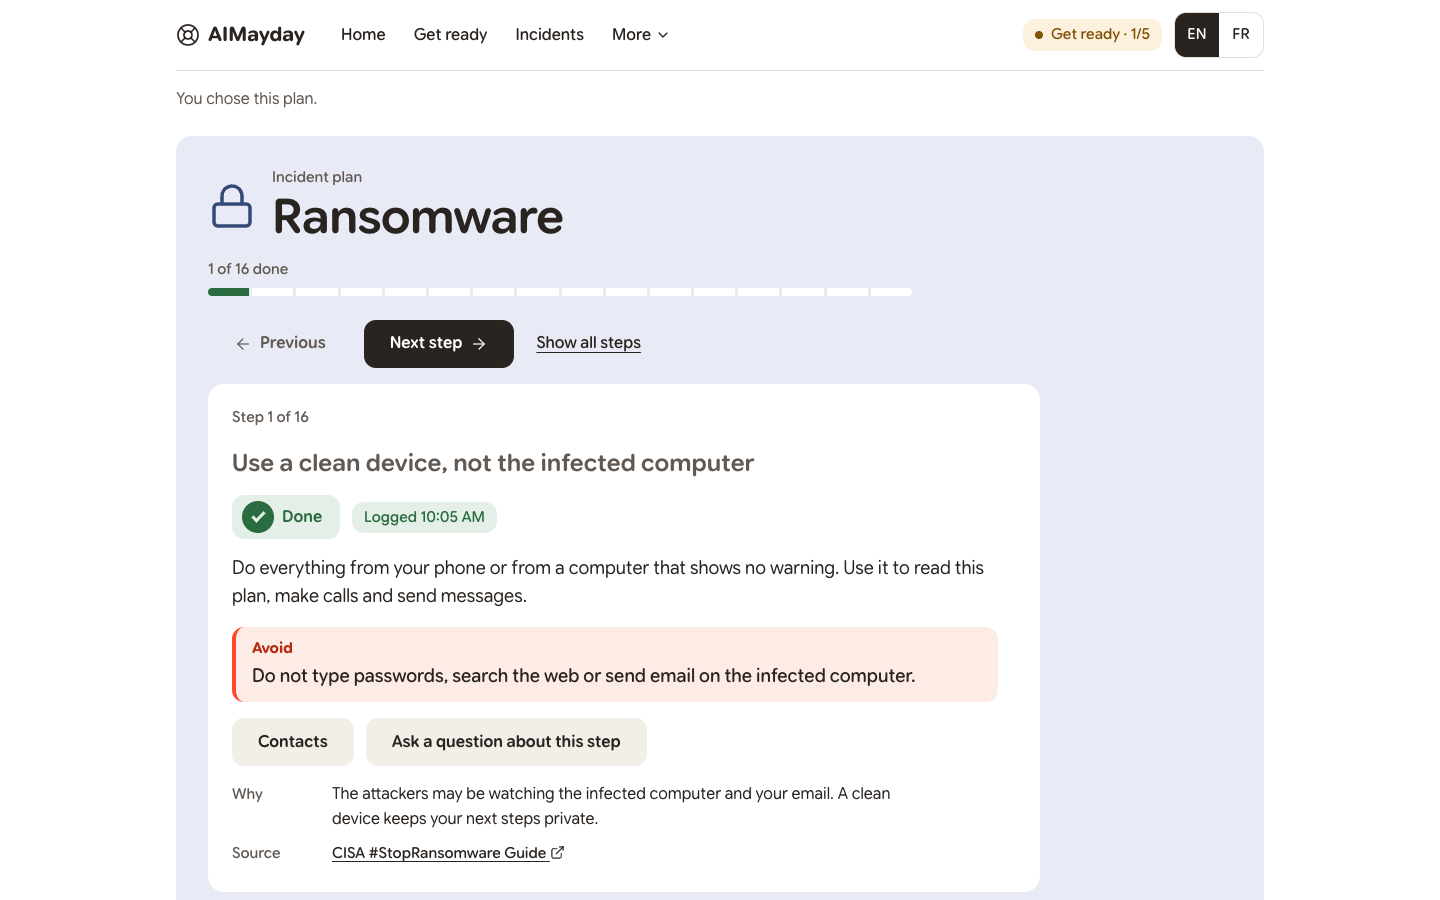 AIMayday
Home
Get ready
Incidents
More
Get ready · 1/5
EN
FR
You chose this plan.
Incident plan
Ransomware
1 of 16 done
Previous
Next step
Show all steps
Step 1 of 16
Use a clean device, not the infected computer
Done
Logged 10:05 AM
Do everything from your phone or from a computer that shows no warning. Use it to read this
plan, make calls and send messages.
Avoid
Do not type passwords, search the web or send email on the infected computer.
Contacts
Ask a question about this step
Why
The attackers may be watching the infected computer and your email. A clean
device keeps your next steps private.
Source
CISA #StopRansomware Guide